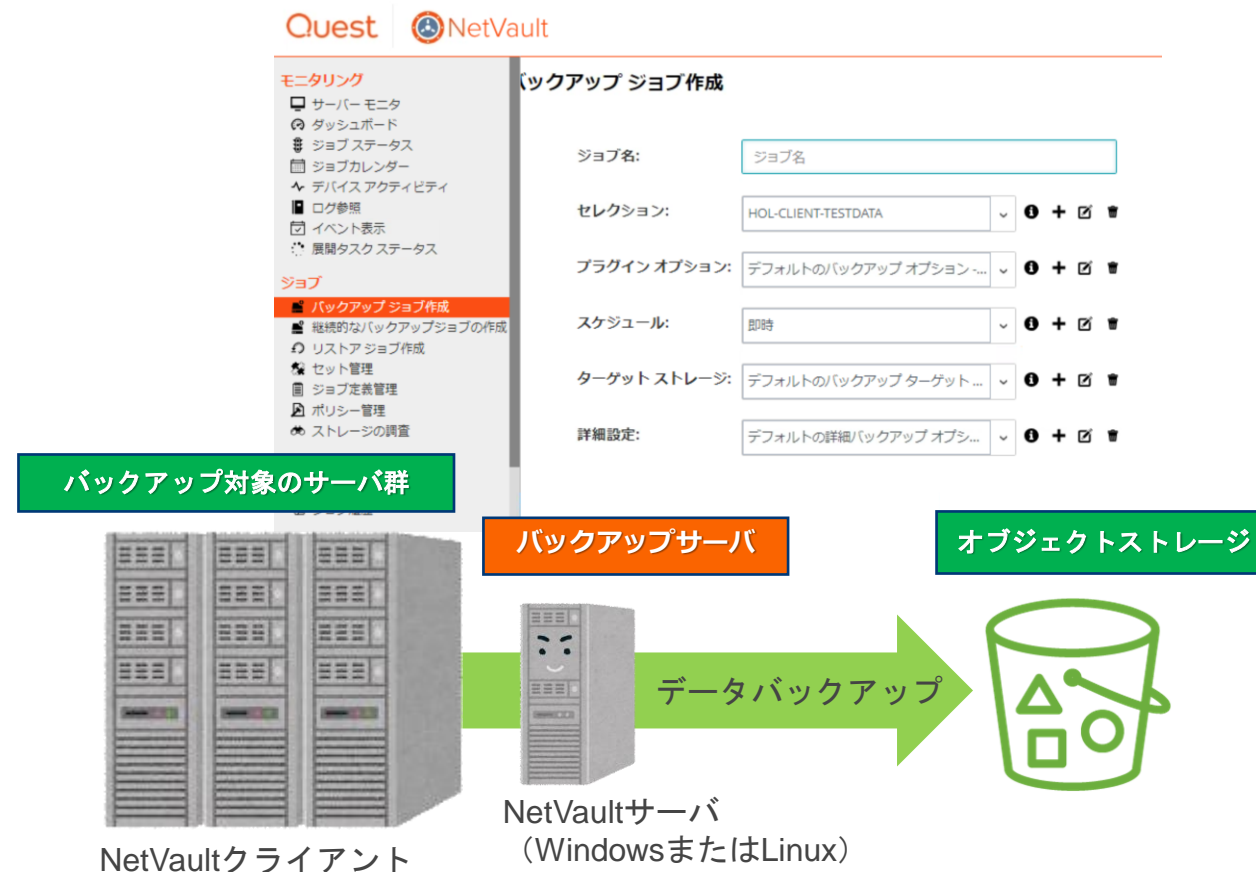 Quest NetVault
モニタリング
サーバー モニタ
ダッシュボード
ジョブ ステータス
ジョブカレンダー
デバイス アクティビティ
ログ参照
イベント表示
展開タスク ステータス
ジョブ
バックアップ ジョブ作成
継続的なバックアップジョブの作成
リストア ジョブ作成
セット管理
ジョブ定義管理
ポリシー管理
ストレージの調査
バックアップ ジョブ作成
ジョブ名: ジョブ名
セレクション: HOL-CLIENT-TESTDATA
プラグイン オプション: デフォルトのバックアップ オプション -...
スケジュール: 即時
ターゲット ストレージ: デフォルトのバックアップ ターゲット ...
詳細設定: デフォルトの詳細バックアップ オプシ...
バックアップ対象のサーバ群
バックアップサーバ
オブジェクトストレージ
データバックアップ
NetVaultクライアント
NetVaultサーバ
（WindowsまたはLinux）